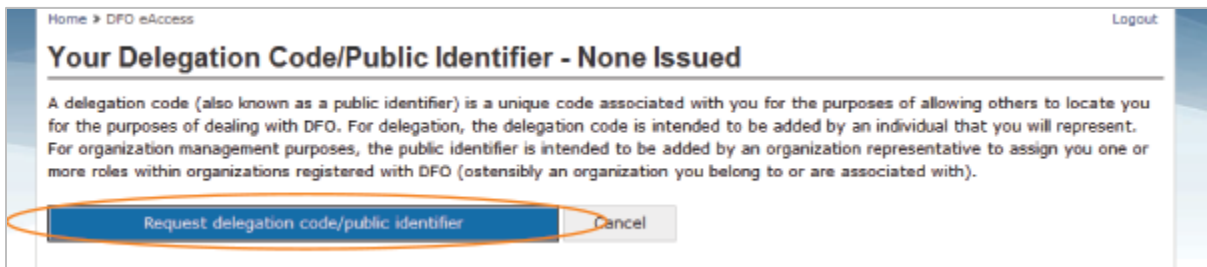 Home > DFO eAccess Logout
Your Delegation Code/Public Identifier - None Issued
A delegation code (also known as a public identifier) is a unique code associated with you for the purposes of allowing others to locate you
for the purposes of dealing with DFO. For delegation, the delegation code is intended to be added by an individual that you will represent.
For organization management purposes, the public identifier is intended to be added by an organization representative to assign you one or
more roles within organizations registered with DFO (ostensibly an organization you belong to or are associated with).
Request delegation code/public identifier Cancel